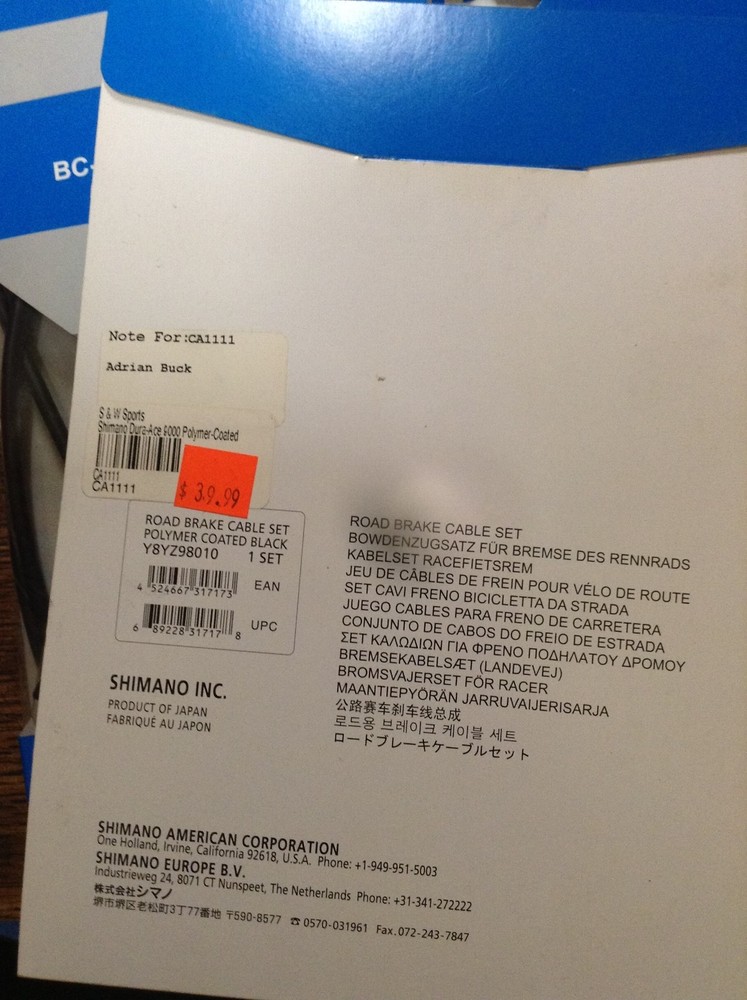 BC-
Note For:CA1111
Adrian Buck
S & W Sports
Shimano Dura-Ace 9000 Polymer-Coated
CA1111
CA1111
$ 39.99
ROAD BRAKE CABLE SET
POLYMER COATED BLACK
Y8YZ98010 1 SET
EAN
4 524667 317173
UPC
6 89228 31717 8
SHIMANO INC.
PRODUCT OF JAPAN
FABRIQUÉ AU JAPON
ROAD BRAKE CABLE SET
BOWDENZUGSATZ FÜR BREMSE DES RENNRADS
KABELSET RACEFIETSREM
JEU DE CÂBLES DE FREIN POUR VÉLO DE ROUTE
SET CAVI FRENO BICICLETTA DA STRADA
JUEGO CABLES PARA FRENO DE CARRETERA
CONJUNTO DE CABOS DO FREIO DE ESTRADA
ΣΕΤ ΚΑΛΩΔΙΩΝ ΓΙΑ ΦΡΕΝΟ ΠΟΔΗΛΑΤΟΥ ΔΡΟΜΟΥ
BREMSEKABELSÆT (LANDEVEJ)
BROMSVAJERSET FÖR RACER
MAANTIEPYÖRÄN JARRUVAIJERISARJA
公路赛车刹车线总成
로드용 브레이크 케이블 세트
ロードブレーキケーブルセット
SHIMANO AMERICAN CORPORATION
One Holland, Irvine, California 92618, U.S.A. Phone: +1-949-951-5003
SHIMANO EUROPE B.V.
Industrieweg 24, 8071 CT Nunspeet, The Netherlands Phone: +31-341-272222
株式会社シマノ
堺市堺区老松町3丁77番地 〒590-8577 ☎ 0570-031961 Fax.072-243-7847